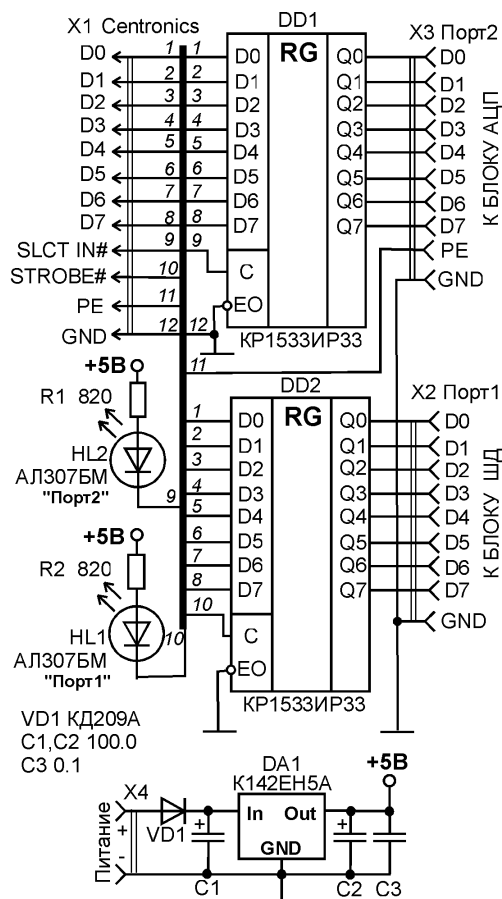 X1 Centronics
DD1
X3 Порт2
D0 1 1 D0 RG Q0 D0
D1 2 2 D1 Q1 D1
D2 3 3 D2 Q2 D2
D3 4 4 D3 Q3 D3
D4 5 5 D4 Q4 D4
D5 6 6 D5 Q5 D5
D6 7 7 D6 Q6 D6
D7 8 8 D7 Q7 D7
SLCT IN# 9 9 C PE
STROBE# 10 GND
PE 11 EO
GND 12 12
К БЛОКУ АЦП
КР1533ИР33
11
+5В
R1 820
HL2
АЛ307БМ
"Порт2"
9
DD2
X2 Порт1
1 D0 RG Q0 D0
2 D1 Q1 D1
3 D2 Q2 D2
4 D3 Q3 D3
5 D4 Q4 D4
6 D5 Q5 D5
7 D6 Q6 D6
8 D7 Q7 D7
10 C GND
EO
К БЛОКУ ШД
КР1533ИР33
+5В
R2 820
HL1
10
АЛ307БМ
"Порт1"
VD1 КД209А
C1,C2 100.0
C3 0.1
DA1
К142ЕН5А
+5В
X4
Питание
+
-
VD1
In Out
GND
+
+
C1
C2
C3